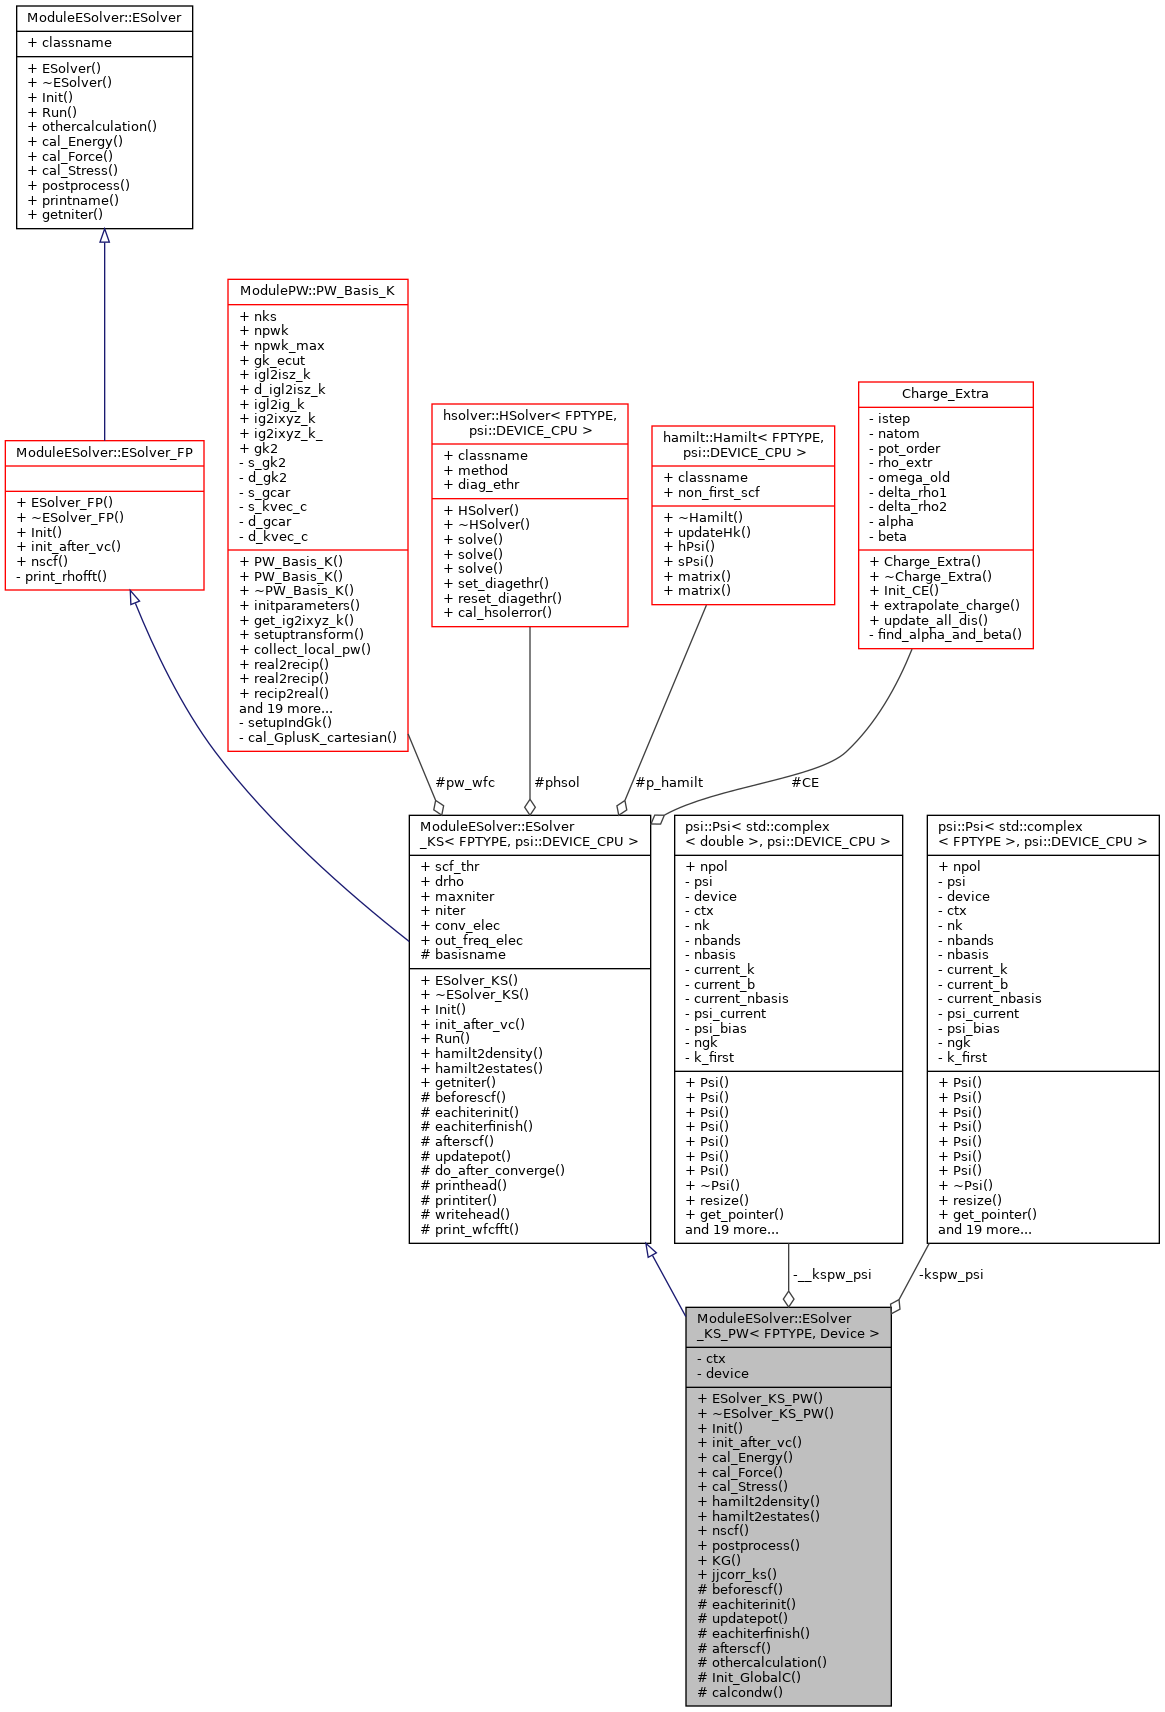 ModuleESolver::ESolver
+ classname
+ ESolver()
+ ~ESolver()
+ Init()
+ Run()
+ othercalculation()
+ cal_Energy()
+ cal_Force()
+ cal_Stress()
+ postprocess()
+ printname()
+ getniter()
ModulePW::PW_Basis_K
+ nks
+ npwk
+ npwk_max
+ gk_ecut
+ igl2isz_k
+ d_igl2isz_k
+ igl2ig_k
+ ig2ixyz_k
+ ig2ixyz_k_
+ gk2
- s_gk2
- d_gk2
- s_gcar
- s_kvec_c
- d_gcar
- d_kvec_c
+ PW_Basis_K()
+ PW_Basis_K()
+ ~PW_Basis_K()
+ initparameters()
+ get_ig2ixyz_k()
+ setuptransform()
+ collect_local_pw()
+ real2recip()
+ real2recip()
+ recip2real()
and 19 more...
- setupIndGk()
- cal_GplusK_cartesian()
hsolver::HSolver< FPTYPE,
psi::DEVICE_CPU >
+ classname
+ method
+ diag_ethr
+ HSolver()
+ ~HSolver()
+ solve()
+ solve()
+ solve()
+ set_diagethr()
+ reset_diagethr()
+ cal_hsolerror()
hamilt::Hamilt< FPTYPE,
psi::DEVICE_CPU >
+ classname
+ non_first_scf
+ ~Hamilt()
+ updateHk()
+ hPsi()
+ sPsi()
+ matrix()
+ matrix()
Charge_Extra
- istep
- natom
- pot_order
- rho_extr
- omega_old
- delta_rho1
- delta_rho2
- alpha
- beta
+ Charge_Extra()
+ ~Charge_Extra()
+ Init_CE()
+ extrapolate_charge()
+ update_all_dis()
- find_alpha_and_beta()
ModuleESolver::ESolver_FP
+ ESolver_FP()
+ ~ESolver_FP()
+ Init()
+ init_after_vc()
+ nscf()
- print_rhofft()
#pw_wfc
#phsol
#p_hamilt
#CE
ModuleESolver::ESolver
_KS< FPTYPE, psi::DEVICE_CPU >
+ scf_thr
+ drho
+ maxniter
+ niter
+ conv_elec
+ out_freq_elec
# basisname
+ ESolver_KS()
+ ~ESolver_KS()
+ Init()
+ init_after_vc()
+ Run()
+ hamilt2density()
+ hamilt2estates()
+ getniter()
# beforescf()
# eachiterinit()
# eachiterfinish()
# afterscf()
# updatepot()
# do_after_converge()
# printhead()
# printiter()
# writehead()
# print_wfcfft()
psi::Psi< std::complex
< double >, psi::DEVICE_CPU >
+ npol
- psi
- device
- ctx
- nk
- nbands
- nbasis
- current_k
- current_b
- current_nbasis
- psi_current
- psi_bias
- ngk
- k_first
+ Psi()
+ Psi()
+ Psi()
+ Psi()
+ Psi()
+ Psi()
+ Psi()
+ ~Psi()
+ resize()
+ get_pointer()
and 19 more...
psi::Psi< std::complex
< FPTYPE >, psi::DEVICE_CPU >
+ npol
- psi
- device
- ctx
- nk
- nbands
- nbasis
- current_k
- current_b
- current_nbasis
- psi_current
- psi_bias
- ngk
- k_first
+ Psi()
+ Psi()
+ Psi()
+ Psi()
+ Psi()
+ Psi()
+ Psi()
+ ~Psi()
+ resize()
+ get_pointer()
and 19 more...
-__kspw_psi
-kspw_psi
ModuleESolver::ESolver
_KS_PW< FPTYPE, Device >
- ctx
- device
+ ESolver_KS_PW()
+ ~ESolver_KS_PW()
+ Init()
+ init_after_vc()
+ cal_Energy()
+ cal_Force()
+ cal_Stress()
+ hamilt2density()
+ hamilt2estates()
+ nscf()
+ postprocess()
+ KG()
+ jjcorr_ks()
# beforescf()
# eachiterinit()
# updatepot()
# eachiterfinish()
# afterscf()
# othercalculation()
# Init_GlobalC()
# calcondw()